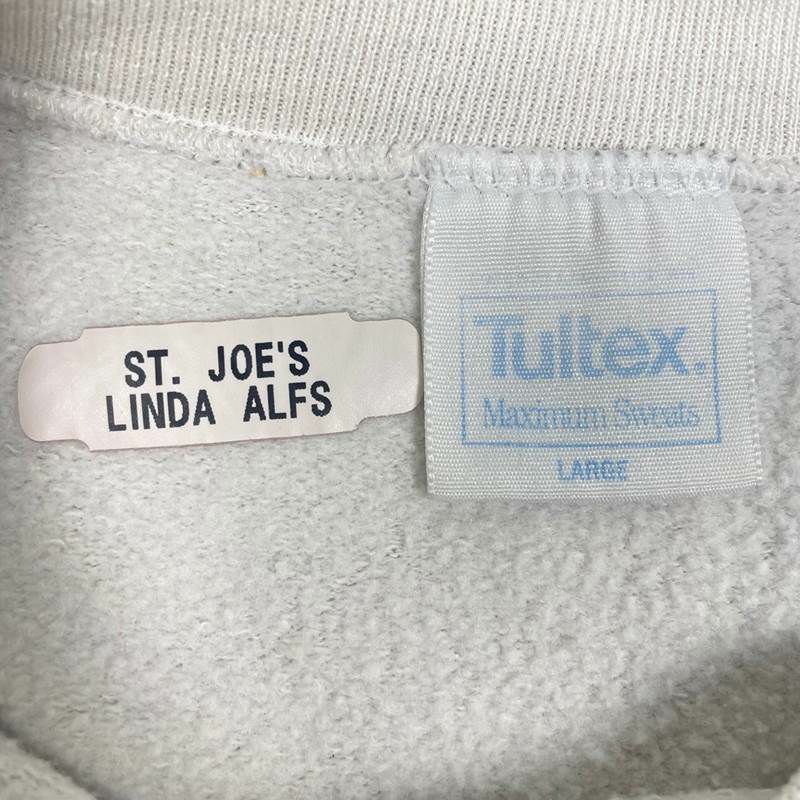 ST. JOE'S
LINDA ALFS
Tultex.
Maximum Sweats
LARGE